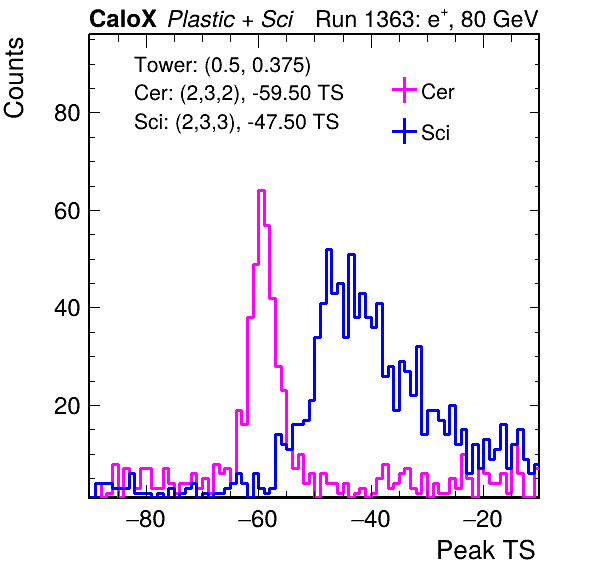 CaloX Plastic + Sci Run 1363: e⁺, 80 GeV
Tower: (0.5, 0.375)
Cer: (2,3,2), -59.50 TS
Sci: (2,3,3), -47.50 TS
Cer
Sci
Counts
80
60
40
20
−80 −60 −40 −20
Peak TS